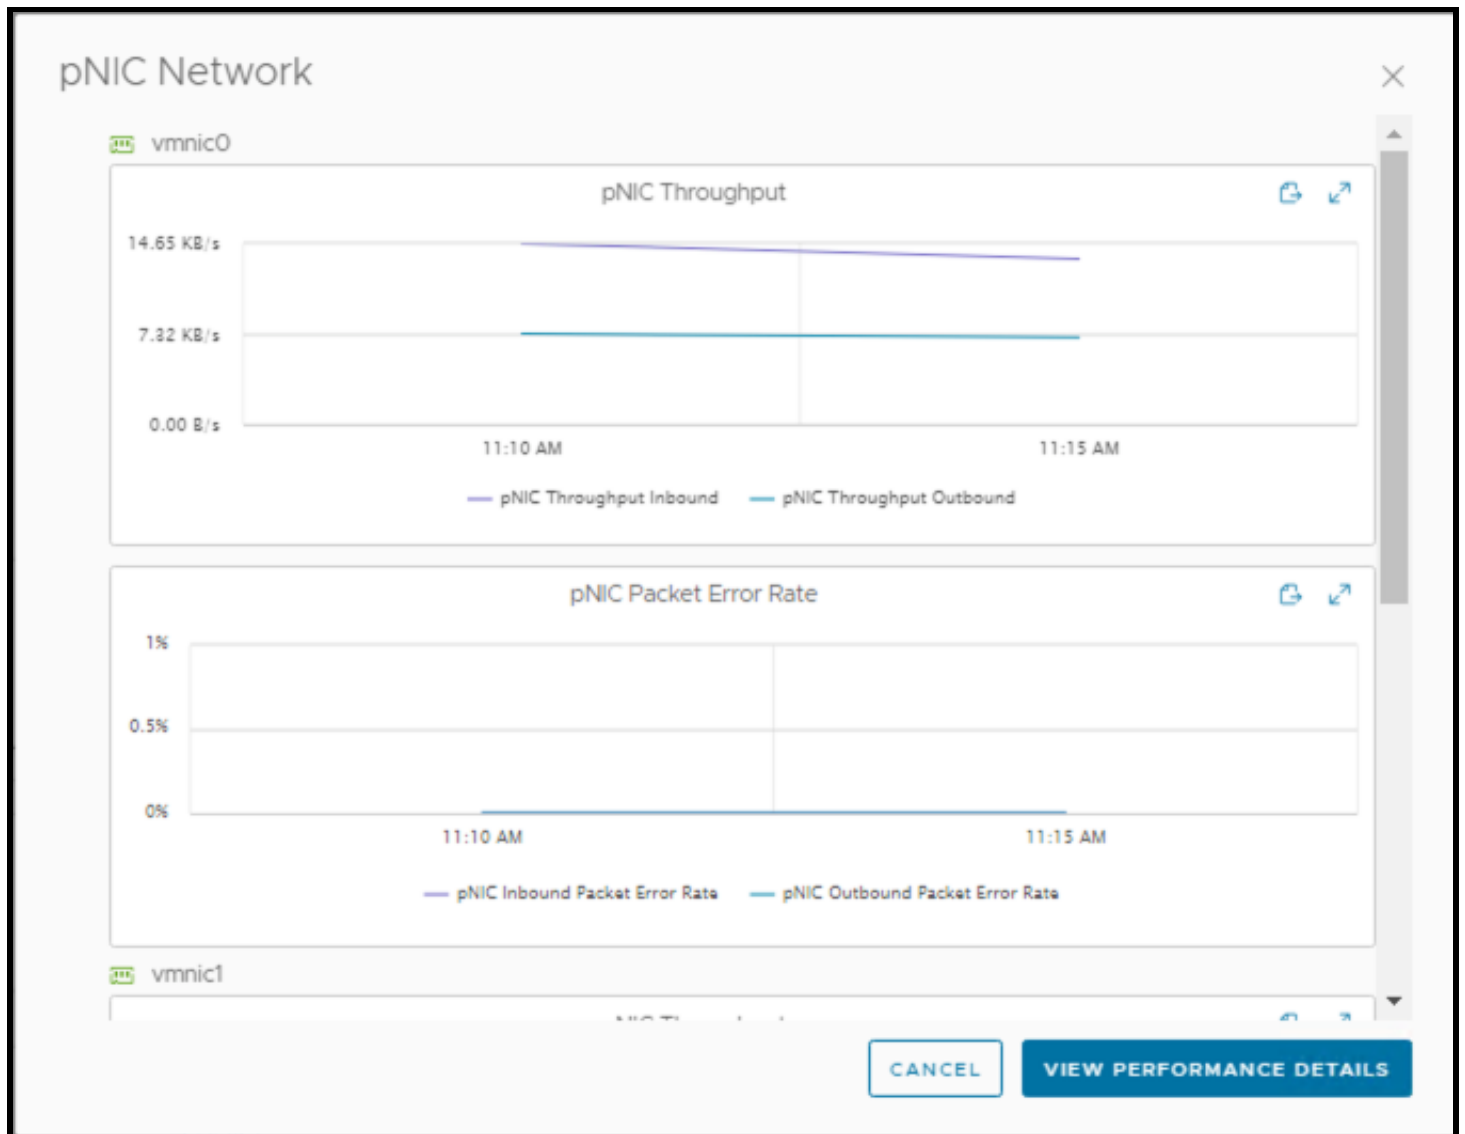 pNIC Network
vmnic0
pNIC Throughput
14.65 KB/s
7.32 KB/s
0.00 B/s
11:10 AM 11:15 AM
pNIC Throughput Inbound pNIC Throughput Outbound
pNIC Packet Error Rate
1%
0.5%
0%
11:10 AM 11:15 AM
pNIC Inbound Packet Error Rate pNIC Outbound Packet Error Rate
vmnic1
CANCEL VIEW PERFORMANCE DETAILS